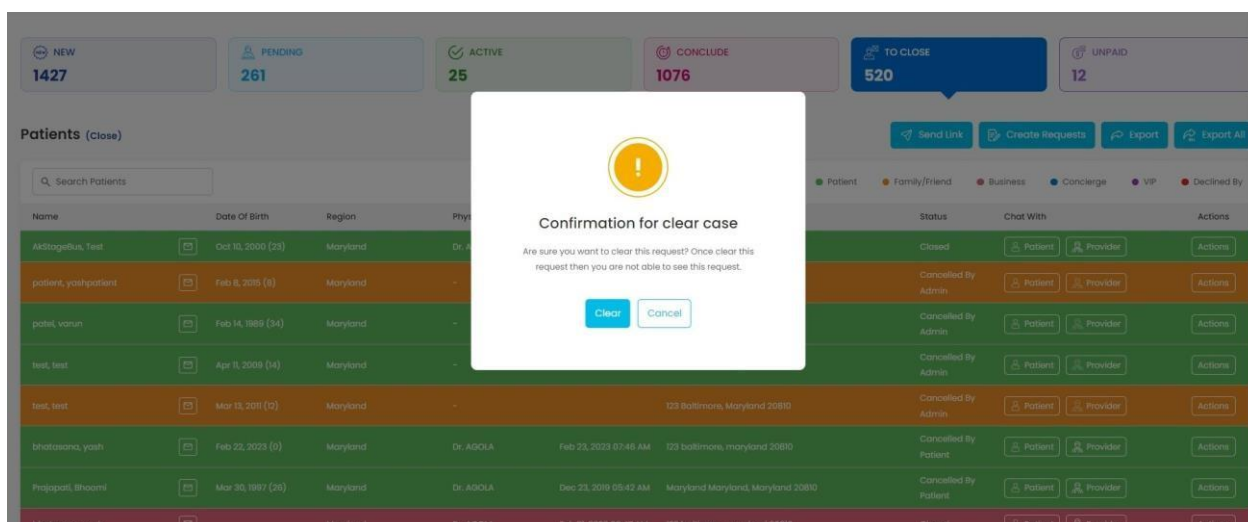 NEW PENDING ACTIVE CONCLUDE TO CLOSE UNPAID
1427 261 25 1076 520 12
Patients (Close) Send Link Create Requests Export Export All
Search Patients Patient Family/Friend Business Concierge VIP Declined By
Name Date Of Birth Region Status Chat With Actions
Confirmation for clear case
Are sure you want to clear this request? Once clear this
request then you are not able to see this request.
Clear Cancel
AkStageBus, Test Oct 10, 2000 (23) Maryland Closed Patient Provider Actions
patient, yashpatient Feb 8, 2015 (8) Maryland - Cancelled By Admin Patient Provider Actions
patel, varun Feb 14, 1989 (34) Maryland - Cancelled By Admin Patient Provider Actions
test, test Apr 11, 2009 (14) Maryland - Cancelled By Admin Patient Provider Actions
test, test Mar 13, 2011 (12) Maryland - 123 Baltimore, Maryland 20810 Cancelled By Admin Patient Provider Actions
bhatasana, yash Feb 22, 2023 (0) Maryland Dr. AGOLA Feb 23, 2023 07:46 AM 123 baltimore, maryland 20810 Cancelled By Patient Patient Provider Actions
Prajapati, Bhoomi Mar 30, 1997 (26) Maryland Dr. AGOLA Dec 23, 2019 05:42 AM Maryland Maryland, Maryland 20810 Cancelled By Patient Patient Provider Actions